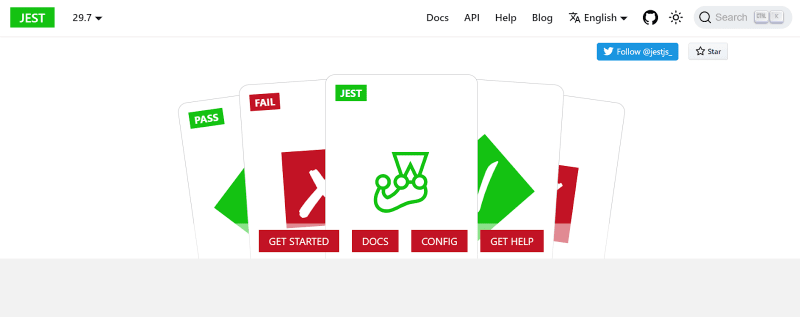 JEST 29.7 Docs API Help Blog English Search CTRL K
Follow @jestjs_ Star
PASS FAIL JEST
GET STARTED DOCS CONFIG GET HELP